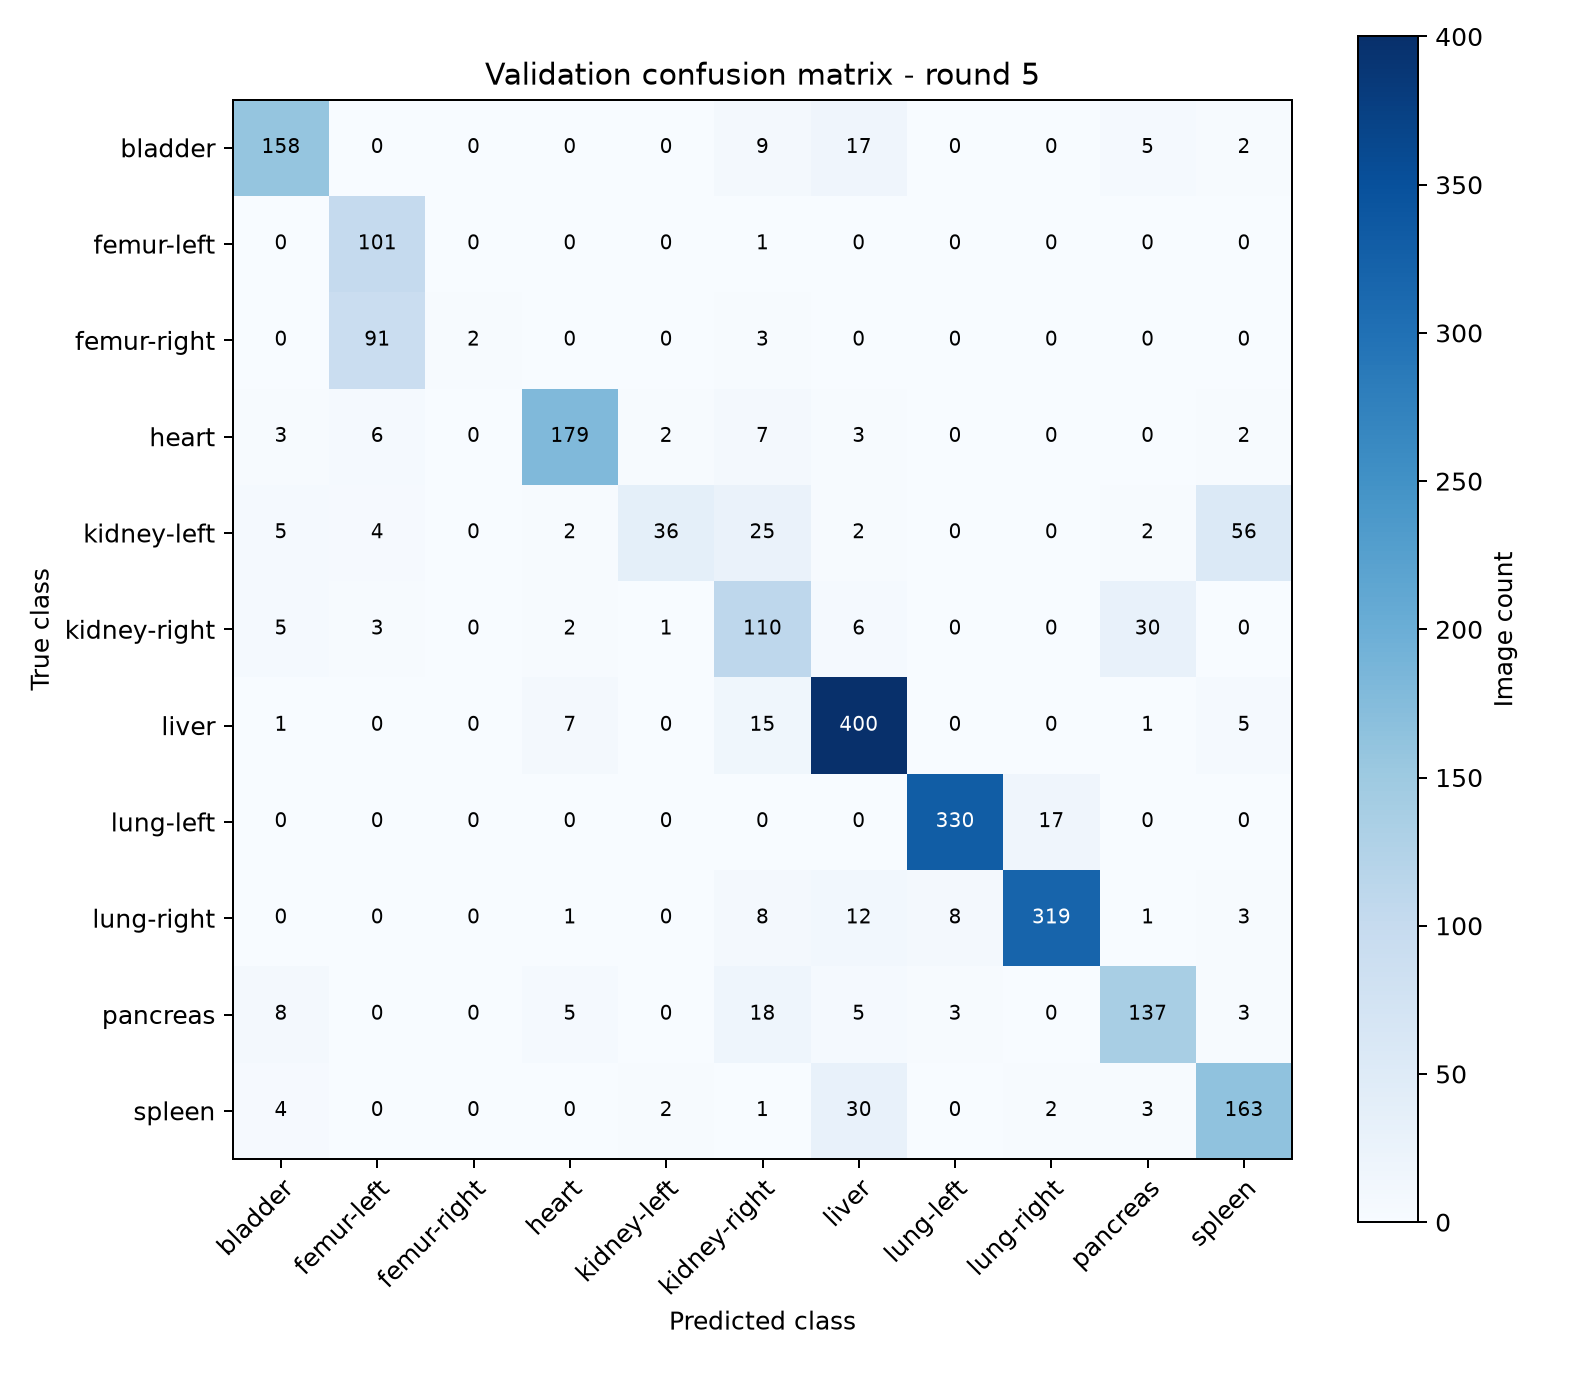 Validation confusion matrix - round 5
bladder 158 0 0 0 0 9 17 0 0 5 2
femur-left 0 101 0 0 0 1 0 0 0 0 0
femur-right 0 91 2 0 0 3 0 0 0 0 0
heart 3 6 0 179 2 7 3 0 0 0 2
kidney-left 5 4 0 2 36 25 2 0 0 2 56
kidney-right 5 3 0 2 1 110 6 0 0 30 0
liver 1 0 0 7 0 15 400 0 0 1 5
lung-left 0 0 0 0 0 0 0 330 17 0 0
lung-right 0 0 0 1 0 8 12 8 319 1 3
pancreas 8 0 0 5 0 18 5 3 0 137 3
spleen 4 0 0 0 2 1 30 0 2 3 163
True class
bladder femur-left femur-right heart kidney-left kidney-right liver lung-left lung-right pancreas spleen
Predicted class
400
350
300
250
200
150
100
50
0
Image count